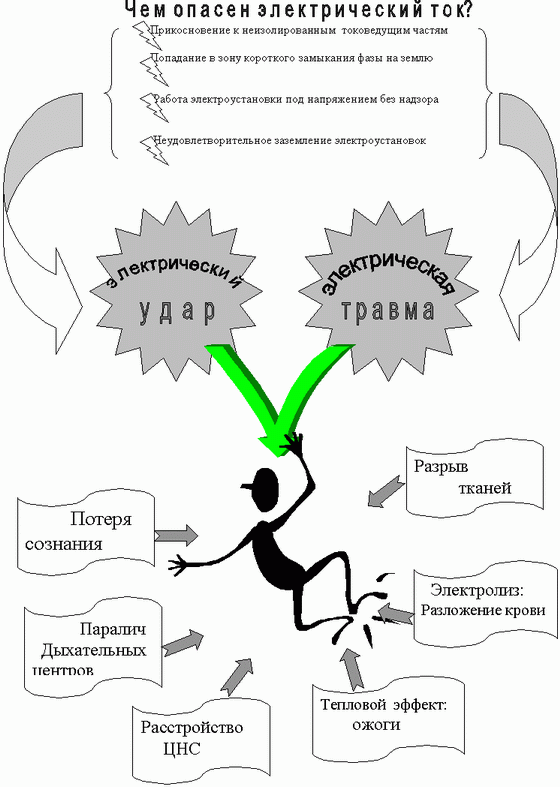 Чем опасен электрический ток?
Прикосновение к неизолированным токоведущим частям
Попадание в зону короткого замыкания фазы на землю
Работа электроустановки под напряжением без надзора
Неудовлетворительное заземление электроустановок
электрический
удар
электрическая
травма
Разрыв
тканей
Потеря
сознания
Электролиз:
Разложение крови
Паралич
Дыхательных
центров
Тепловой эффект:
ожоги
Расстройство
ЦНС